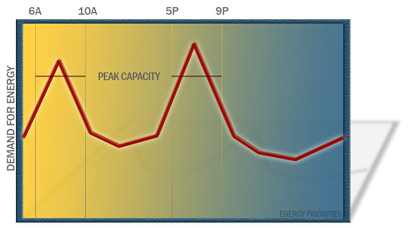 6A 10A 5P 9P
PEAK CAPACITY
DEMAND FOR ENERGY
ENERGY PRIORITIES